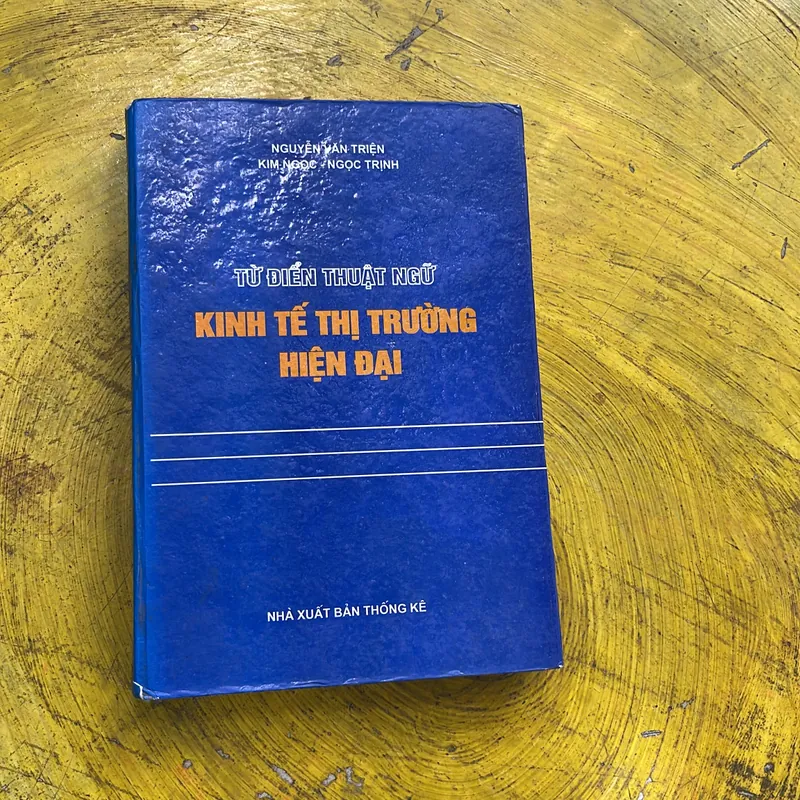 NGUYỄN VĂN TRIỆN
KIM NGỌC - NGỌC TRỊNH
TỪ ĐIỂN THUẬT NGỮ
KINH TẾ THỊ TRƯỜNG
HIỆN ĐẠI
NHÀ XUẤT BẢN THỐNG KÊ